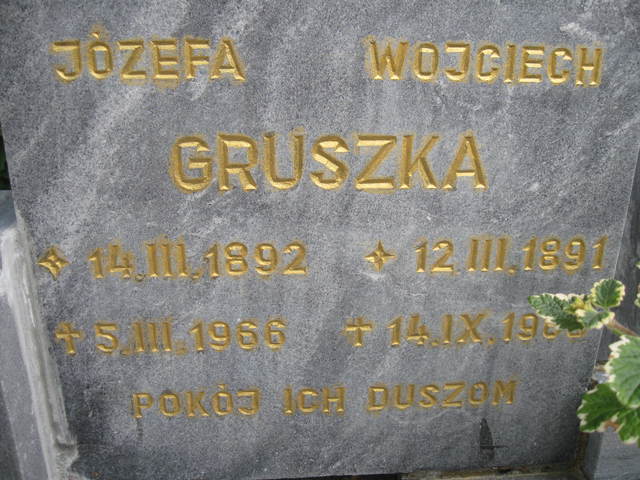 JÓZEFA WOJCIECH
GRUSZKA
14.III.1892 12.III.1891
5.III.1966 14.IX.
POKÓJ ICH DUSZOM